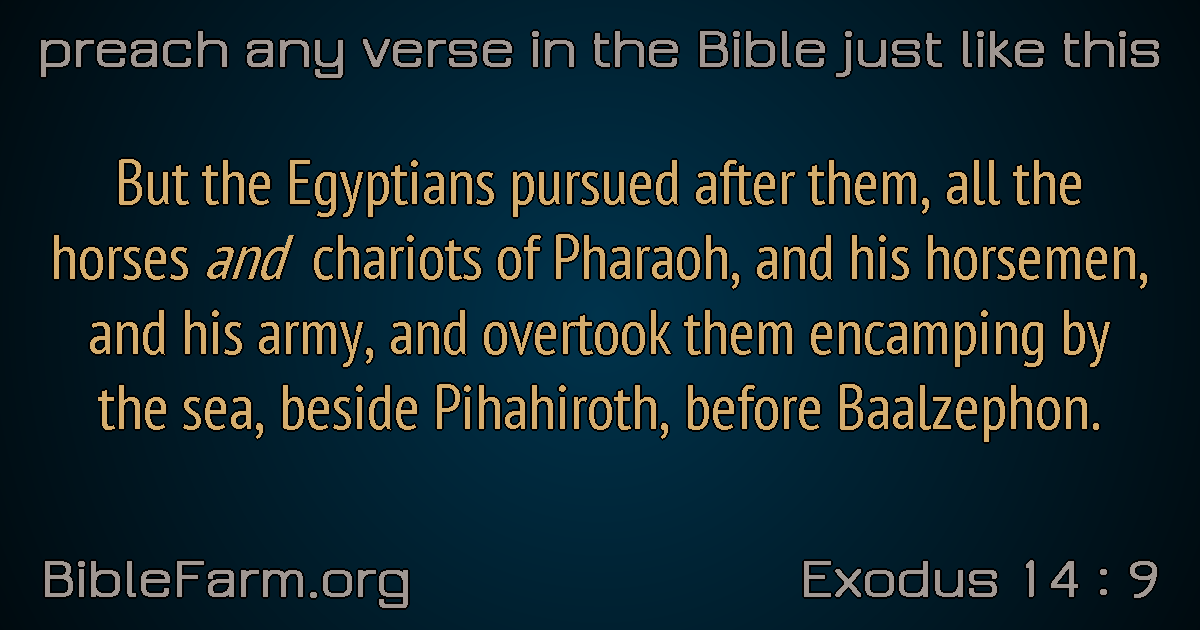 preach any verse in the Bible just like this
But the Egyptians pursued after them, all the
horses and chariots of Pharaoh, and his horsemen,
and his army, and overtook them encamping by
the sea, beside Pihahiroth, before Baalzephon.
BibleFarm.org
Exodus 14 : 9